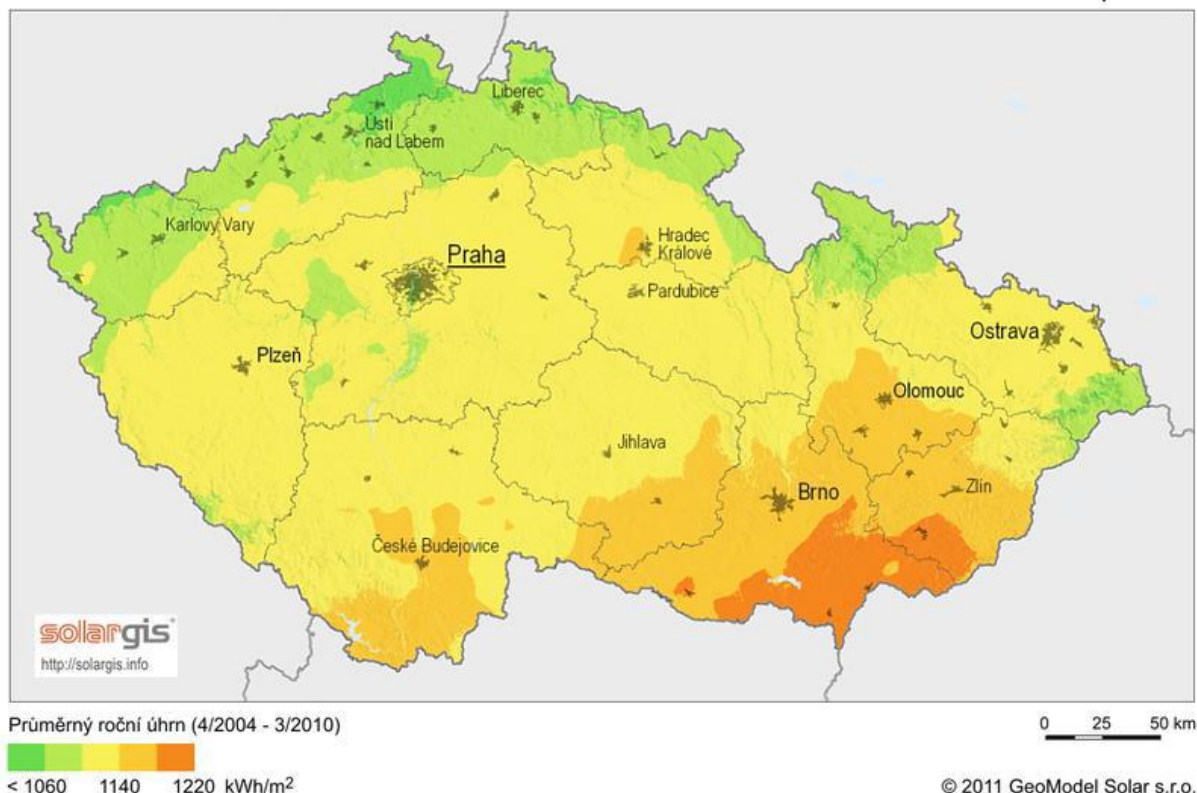 Liberec
Ústí
nad Labem
Karlovy Vary
Hradec
Králové
Praha
Pardubice
Ostrava
Plzeň
Olomouc
Jihlava
Brno
Zlín
České Budejovice
solargis
http://solargis.info
Průměrný roční úhrn (4/2004 - 3/2010)
0 25 50 km
< 1060 1140 1220 kWh/m2
© 2011 GeoModel Solar s.r.o.